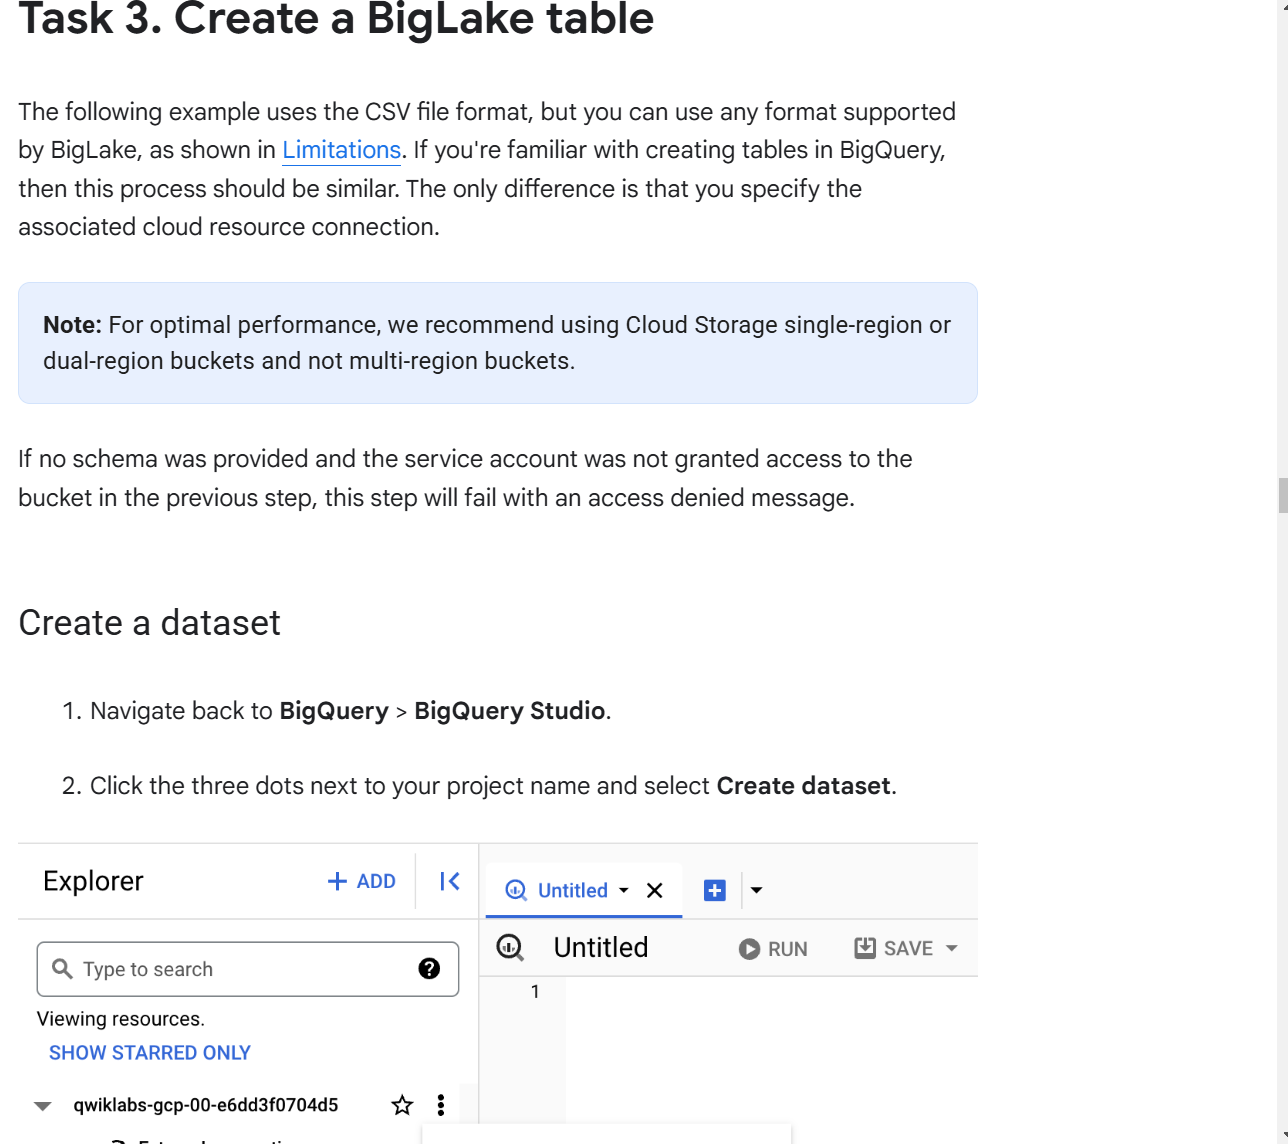 Task 3. Create a BigLake table
The following example uses the CSV file format, but you can use any format supported
by BigLake, as shown in Limitations. If you're familiar with creating tables in BigQuery,
then this process should be similar. The only difference is that you specify the
associated cloud resource connection.
Note: For optimal performance, we recommend using Cloud Storage single-region or
dual-region buckets and not multi-region buckets.
If no schema was provided and the service account was not granted access to the
bucket in the previous step, this step will fail with an access denied message.
Create a dataset
1. Navigate back to BigQuery > BigQuery Studio.
2. Click the three dots next to your project name and select Create dataset.
Explorer
+ ADD
Untitled
Type to search
Untitled
RUN
SAVE
1
Viewing resources.
SHOW STARRED ONLY
qwiklabs-gcp-00-e6dd3f0704d5